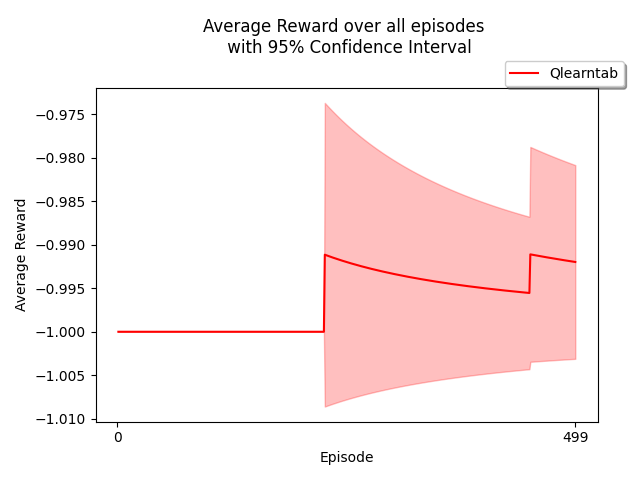 Average Reward over all episodes
with 95% Confidence Interval
Qlearntab
−0.975
−0.980
−0.985
−0.990
−0.995
−1.000
−1.005
−1.010
Average Reward
0
499
Episode